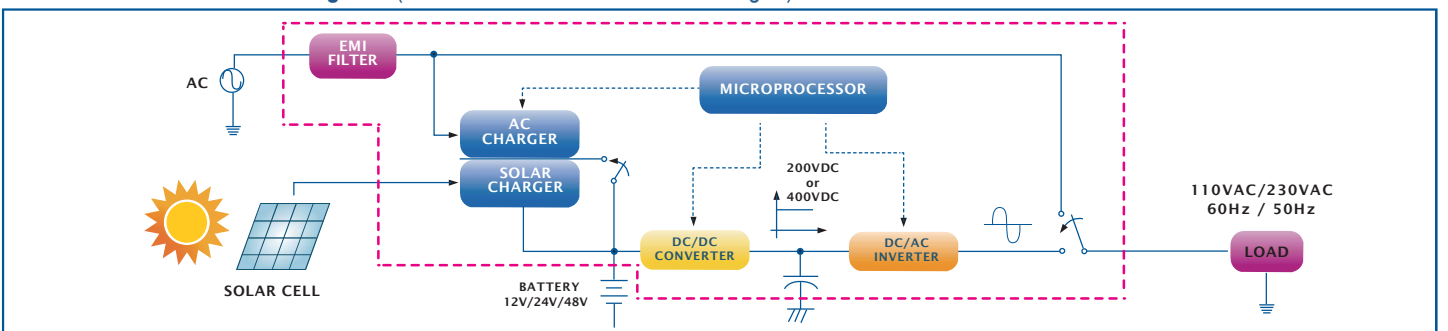 EMI
FILTER
AC
MICROPROCESSOR
AC
CHARGER
SOLAR
CHARGER
200VDC
or
400VDC
110VAC/230VAC
60Hz / 50Hz
DC/DC
CONVERTER
DC/AC
INVERTER
LOAD
SOLAR CELL
BATTERY
12V/24V/48V